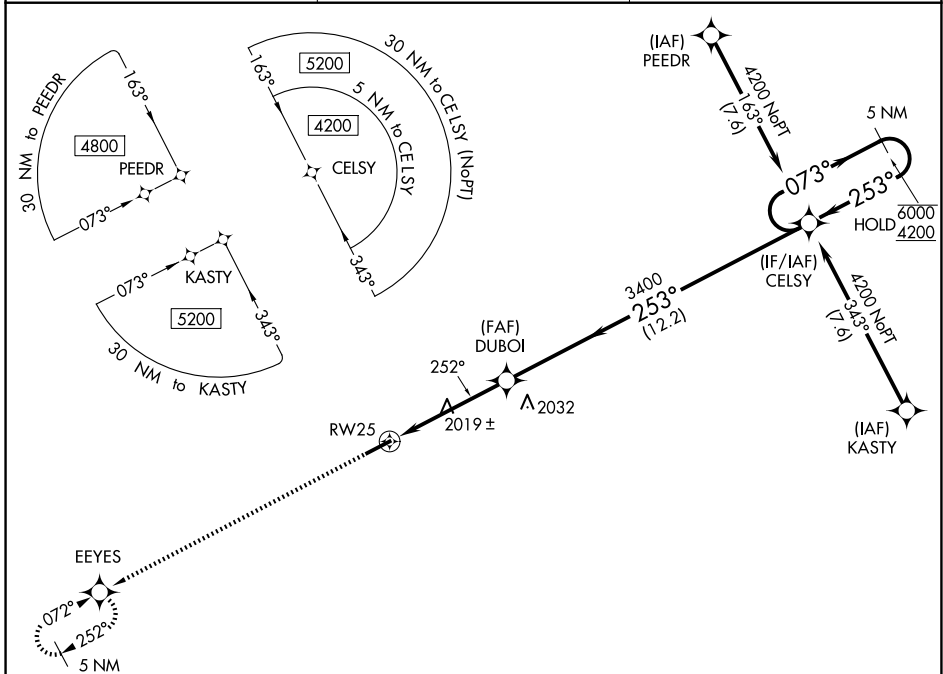 30 NM to PEEDR
163°
4800
PEEDR
073°
30 NM to CELSY (NoPT)
163°
5200
5 NM to CELSY
4200
CELSY
343°
073°
KASTY
5200
343°
30 NM to KASTY
(IAF)
PEEDR
4200 NoPT
163°
(7.6)
5 NM
073°
253°
HOLD
6000
4200
(IF/IAF)
CELSY
4200 NoPT
343°
(7.6)
(IAF)
KASTY
3400
253°
(12.2)
(FAF)
DUBOI
252°
2032
2019 ±
RW25
EEYES
072°
252°
5 NM